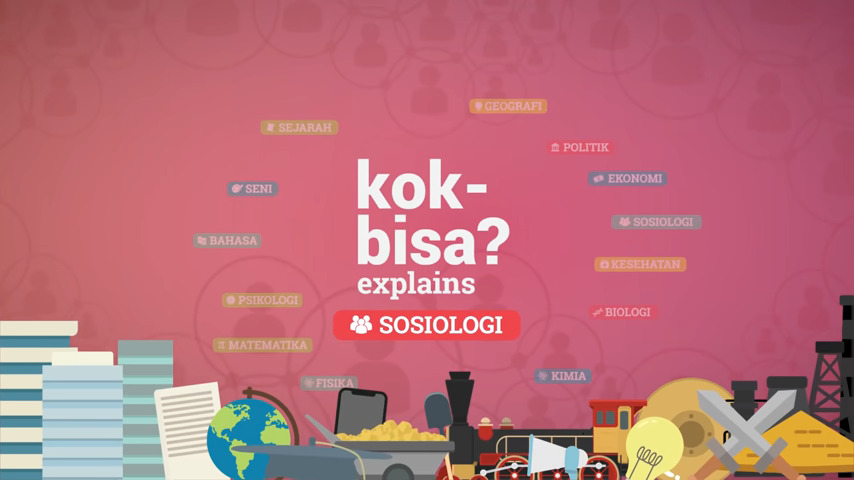 GEOGRAFI
SEJARAH
POLITIK
EKONOMI
SENI
SOSIOLOGI
BAHASA
KESEHATAN
PSIKOLOGI
BIOLOGI
MATEMATIKA
KIMIA
FISIKA
kok-
bisa?
explains
SOSIOLOGI